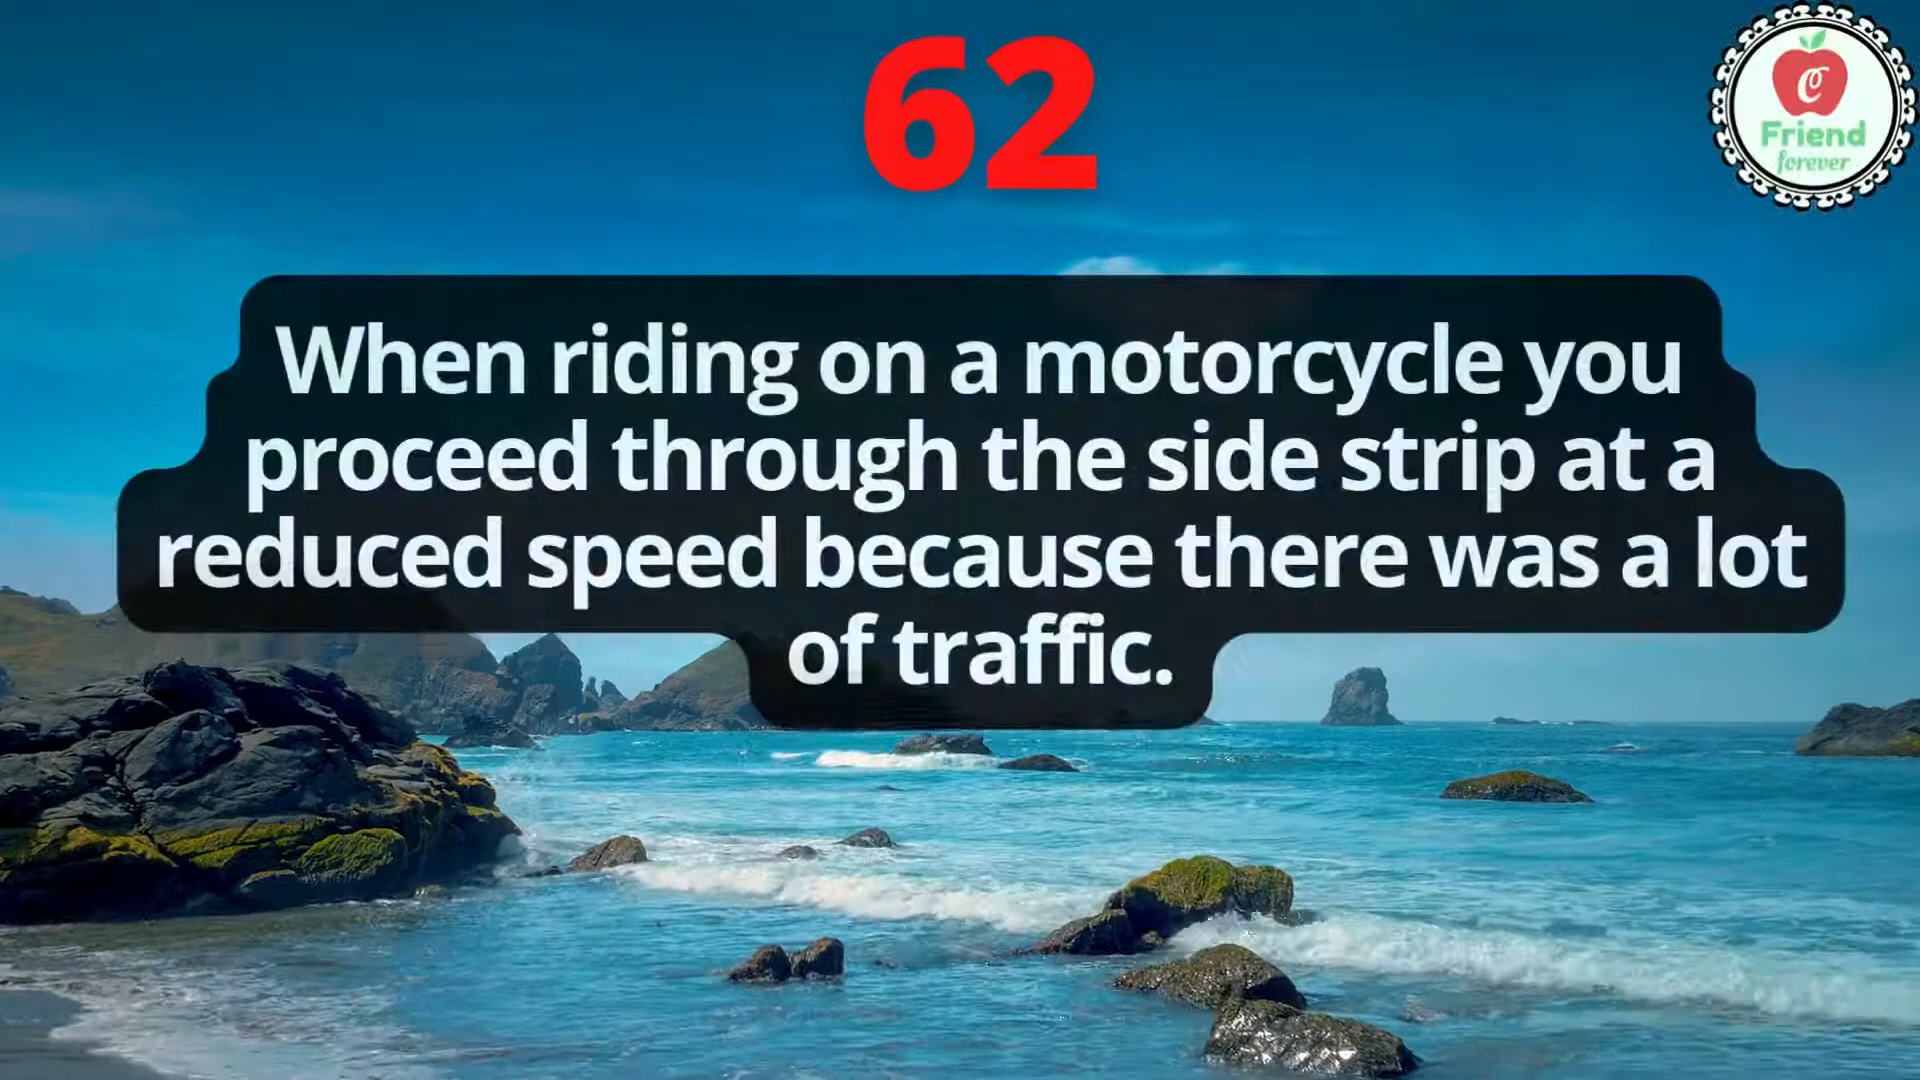 62
C
Friend
forever
When riding on a motorcycle you
proceed through the side strip at a
reduced speed because there was a lot
of traffic.